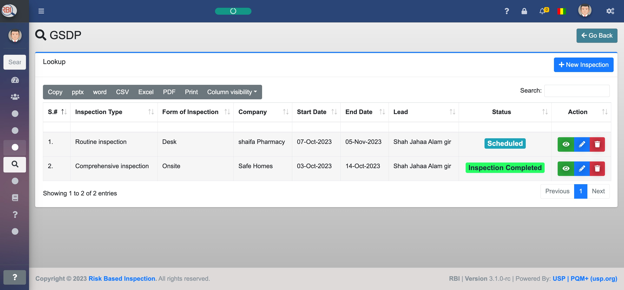 RBI
?
GSDP
Go Back
Sear
Lookup
+ New Inspection
Copy pptx word CSV Excel PDF Print Column visibility
Search:
S.# Inspection Type Form of Inspection Company Start Date End Date Lead Status Action
1. Routine inspection Desk shaifa Pharmacy 07-Oct-2023 05-Nov-2023 Shah Jahaa Alam gir Scheduled
2. Comprehensive inspection Onsite Safe Homes 03-Oct-2023 14-Oct-2023 Shah Jahaa Alam gir Inspection Completed
Showing 1 to 2 of 2 entries
Previous 1 Next
?
?
Copyright © 2023 Risk Based Inspection. All rights reserved.
RBI | Version 3.1.0-rc | Powered By: USP | PQM+ (usp.org)